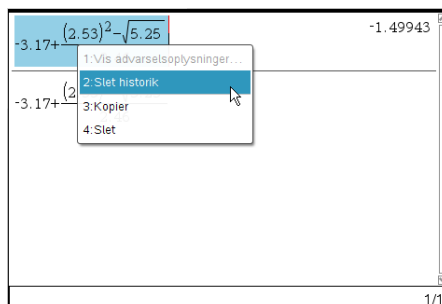 -3.17+(2.53)²-√5.25 -1.49943
1:Vis advarselsoplysninger...
2:Slet historik
-3.17+(2
3:Kopier
4:Slet
1/1